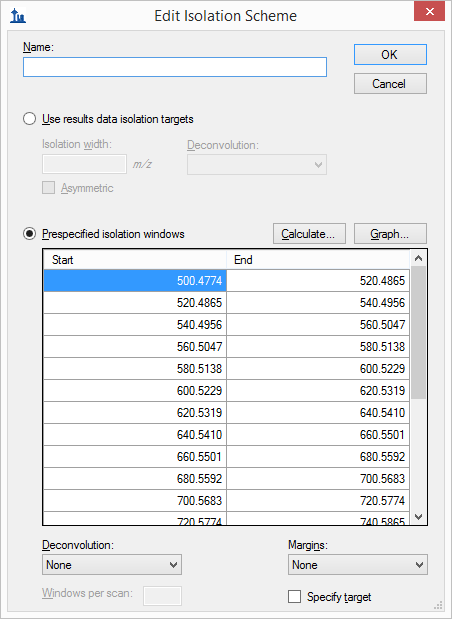 Edit Isolation Scheme
Name:
OK
Cancel
Use results data isolation targets
Isolation width:
Deconvolution:
m/z
Asymmetric
Prespecified isolation windows
Calculate...
Graph...
Start End
500.4774 520.4865
520.4865 540.4956
540.4956 560.5047
560.5047 580.5138
580.5138 600.5229
600.5229 620.5319
620.5319 640.5410
640.5410 660.5501
660.5501 680.5592
680.5592 700.5683
700.5683 720.5774
720.5774 740.5865
Deconvolution:
Margins:
None
None
Windows per scan:
Specify target